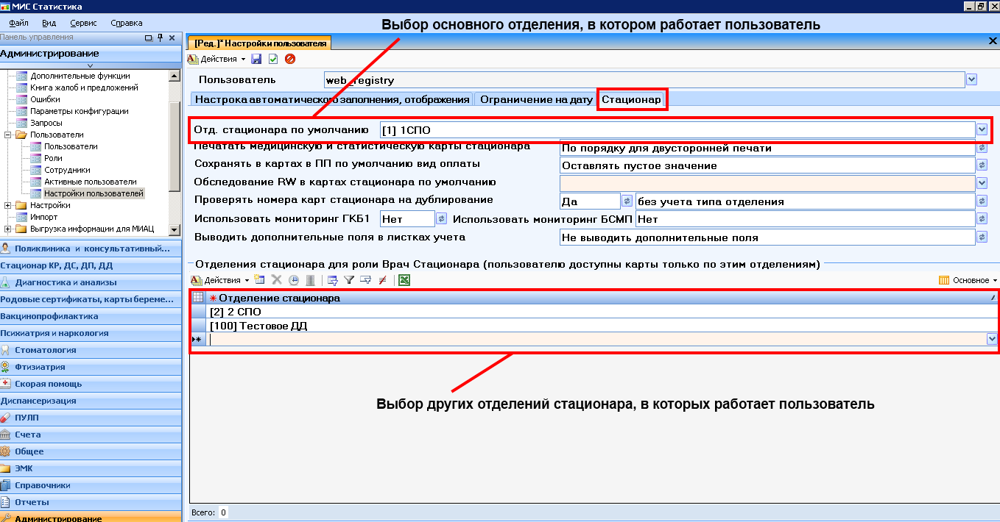 МИС Статистика
Файл Вид Сервис Справка
Выбор основного отделения, в котором работает пользователь
Панель управления
[Ред.]* Настройки пользователя
Администрирование
Действия
Дополнительные функции
Книга жалоб и предложений
Ошибки
Параметры конфигурации
Запросы
Пользователи
Пользователи
Роли
Сотрудники
Активные пользователи
Настройки пользователей
Настройки
Импорт
Выгрузка информации для МИАЦ
Поликлиника и консультативный...
Стационар КР, ДС, ДП, ДД
Диагностика и анализы
Родовые сертификаты, карты береме...
Вакцинопрофилактика
Психиатрия и наркология
Стоматология
Фтизиатрия
Скорая помощь
Диспансеризация
ПУЛП
Счета
Общее
ЭМК
Справочники
Отчеты
Администрирование
Пользователь web_registry
Настрока автоматического заполнения, отображения Ограничение на дату Стационар
Отд. стационара по умолчанию [1] 1СПО
Печатать медицинскую и статистическую карты стационара По порядку для двусторонней печати
Сохранять в картах в ПП по умолчанию вид оплаты Оставлять пустое значение
Обследование RW в картах стационара по умолчанию
Проверять номера карт стационара на дублирование Да без учета типа отделения
Использовать мониторинг ГКБ1 Нет Использовать мониторинг БСМП Нет
Выводить дополнительные поля в листках учета Не выводить дополнительные поля
Отделения стационара для роли Врач Стационара (пользователю доступны карты только по этим отделениям)
Действия Основное
Отделение стационара
[2] 2 СПО
[100] Тестовое ДД
Выбор других отделений стационара, в которых работает пользователь
Всего: 0